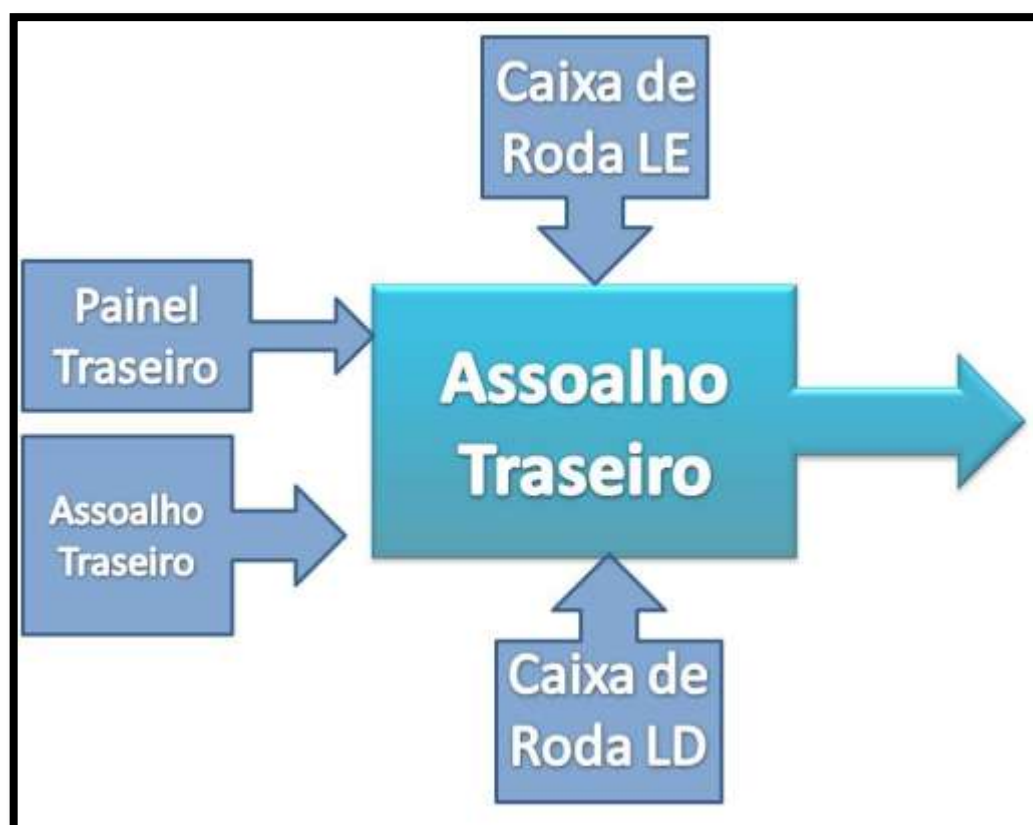 Caixa de
Roda LE
Painel
Traseiro
Assoalho
Traseiro
Assoalho
Traseiro
Caixa de
Roda LD